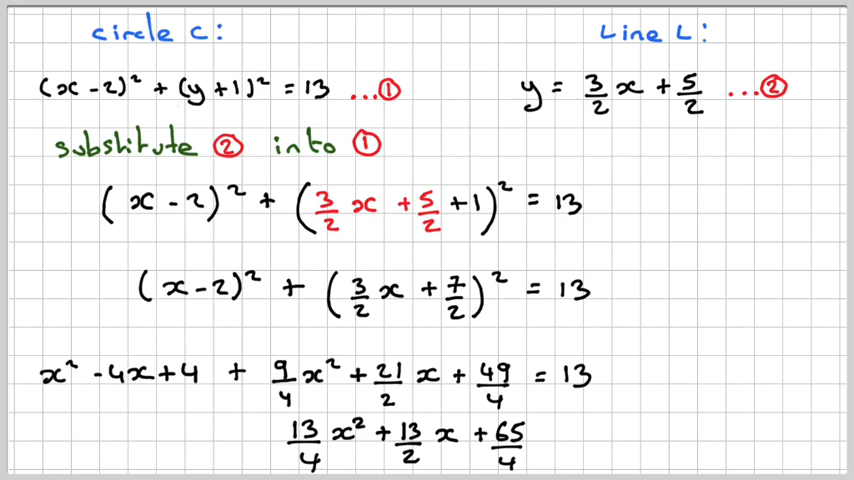 Circle C: Line L:
(x-2)² + (y+1)² = 13 ...① y = 3/2 x + 5/2 ...②
substitute ② into ①
(x-2)² + (3/2 x + 5/2 + 1)² = 13
(x-2)² + (3/2 x + 7/2)² = 13
x² - 4x + 4 + 9/4 x² + 21/2 x + 49/4 = 13
13/4 x² + 13/2 x + 65/4